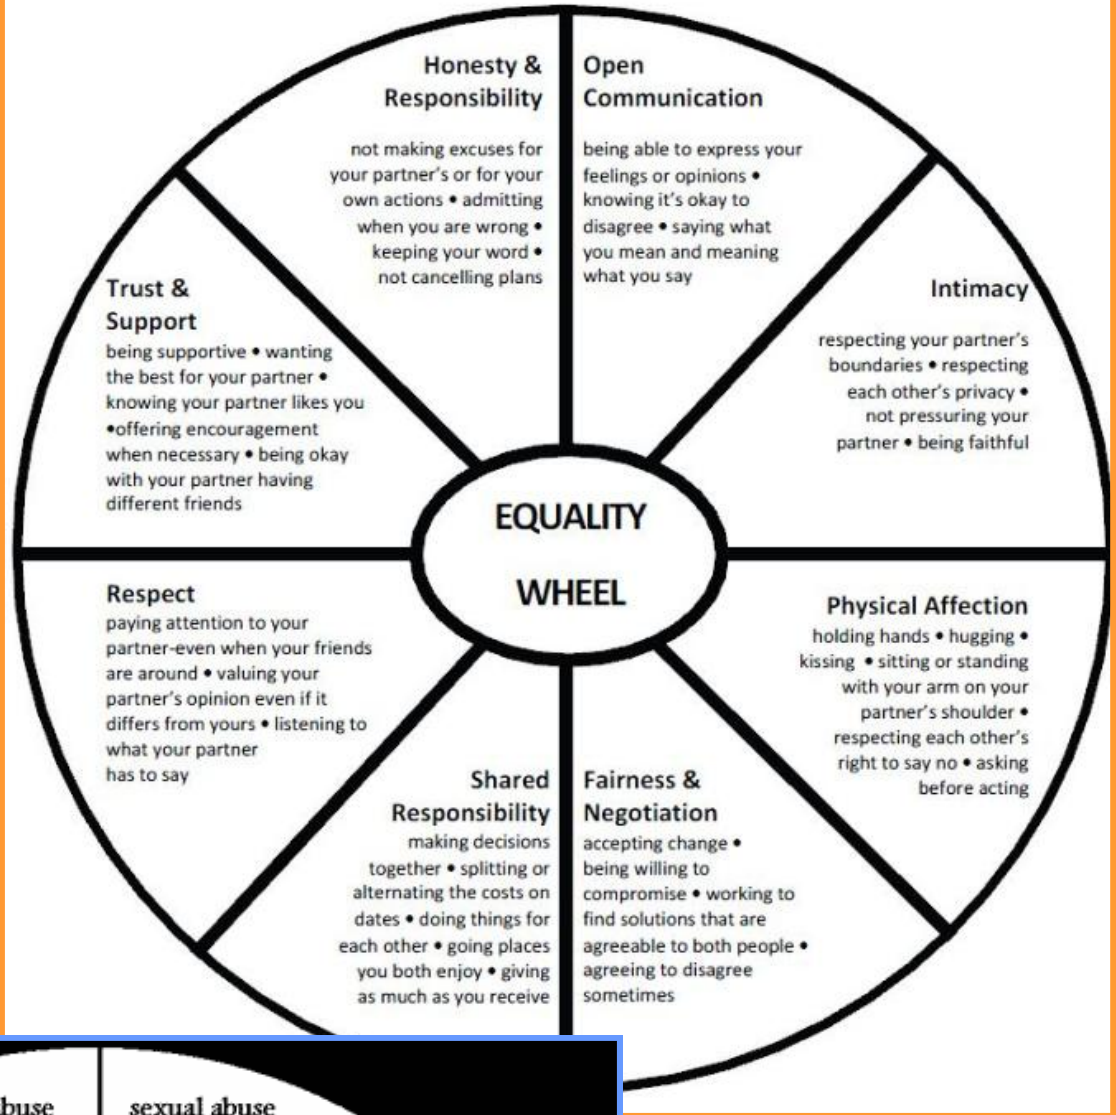 Honesty &
Responsibility
not making excuses for
your partner's or for your
own actions • admitting
when you are wrong •
keeping your word •
not cancelling plans
Open
Communication
being able to express your
feelings or opinions •
knowing it's okay to
disagree • saying what
you mean and meaning
what you say
Intimacy
respecting your partner's
boundaries • respecting
each other's privacy •
not pressuring your
partner • being faithful
Physical Affection
holding hands • hugging •
kissing • sitting or standing
with your arm on your
partner's shoulder •
respecting each other's
right to say no • asking
before acting
Fairness &
Negotiation
accepting change •
being willing to
compromise • working to
find solutions that are
agreeable to both people •
agreeing to disagree
sometimes
Shared
Responsibility
making decisions
together • splitting or
alternating the costs on
dates • doing things for
each other • going places
you both enjoy • giving
as much as you receive
Respect
paying attention to your
partner-even when your friends
are around • valuing your
partner's opinion even if it
differs from yours • listening to
what your partner
has to say
Trust &
Support
being supportive • wanting
the best for your partner •
knowing your partner likes you
•offering encouragement
when necessary • being okay
with your partner having
different friends
EQUALITY
WHEEL
buse
sexual abuse